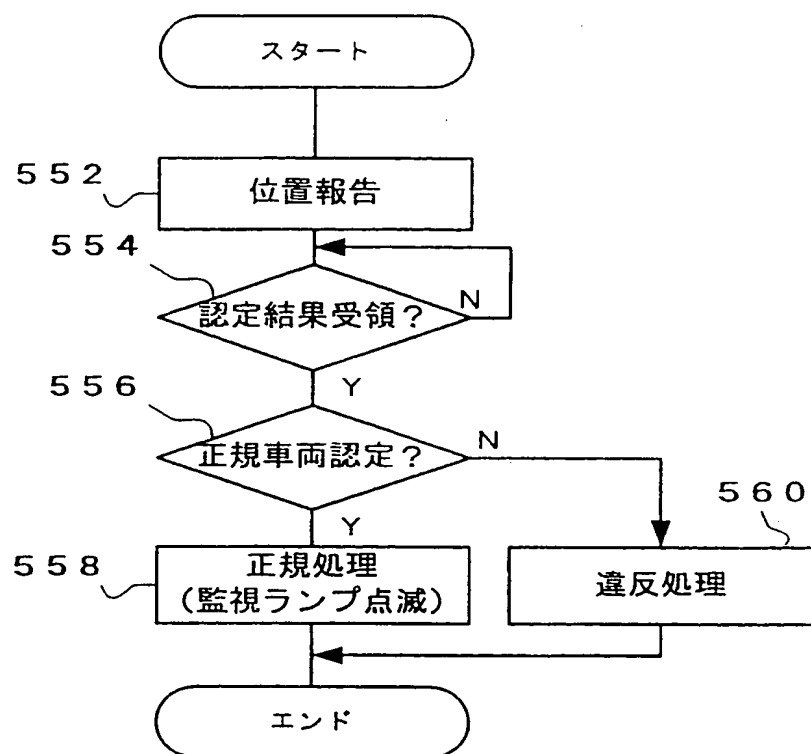 スタート
552
位置報告
554
認定結果受領?
N
Y
556
正規車両認定?
N
Y
560
558
正規処理
(監視ランプ点滅)
違反処理
エンド